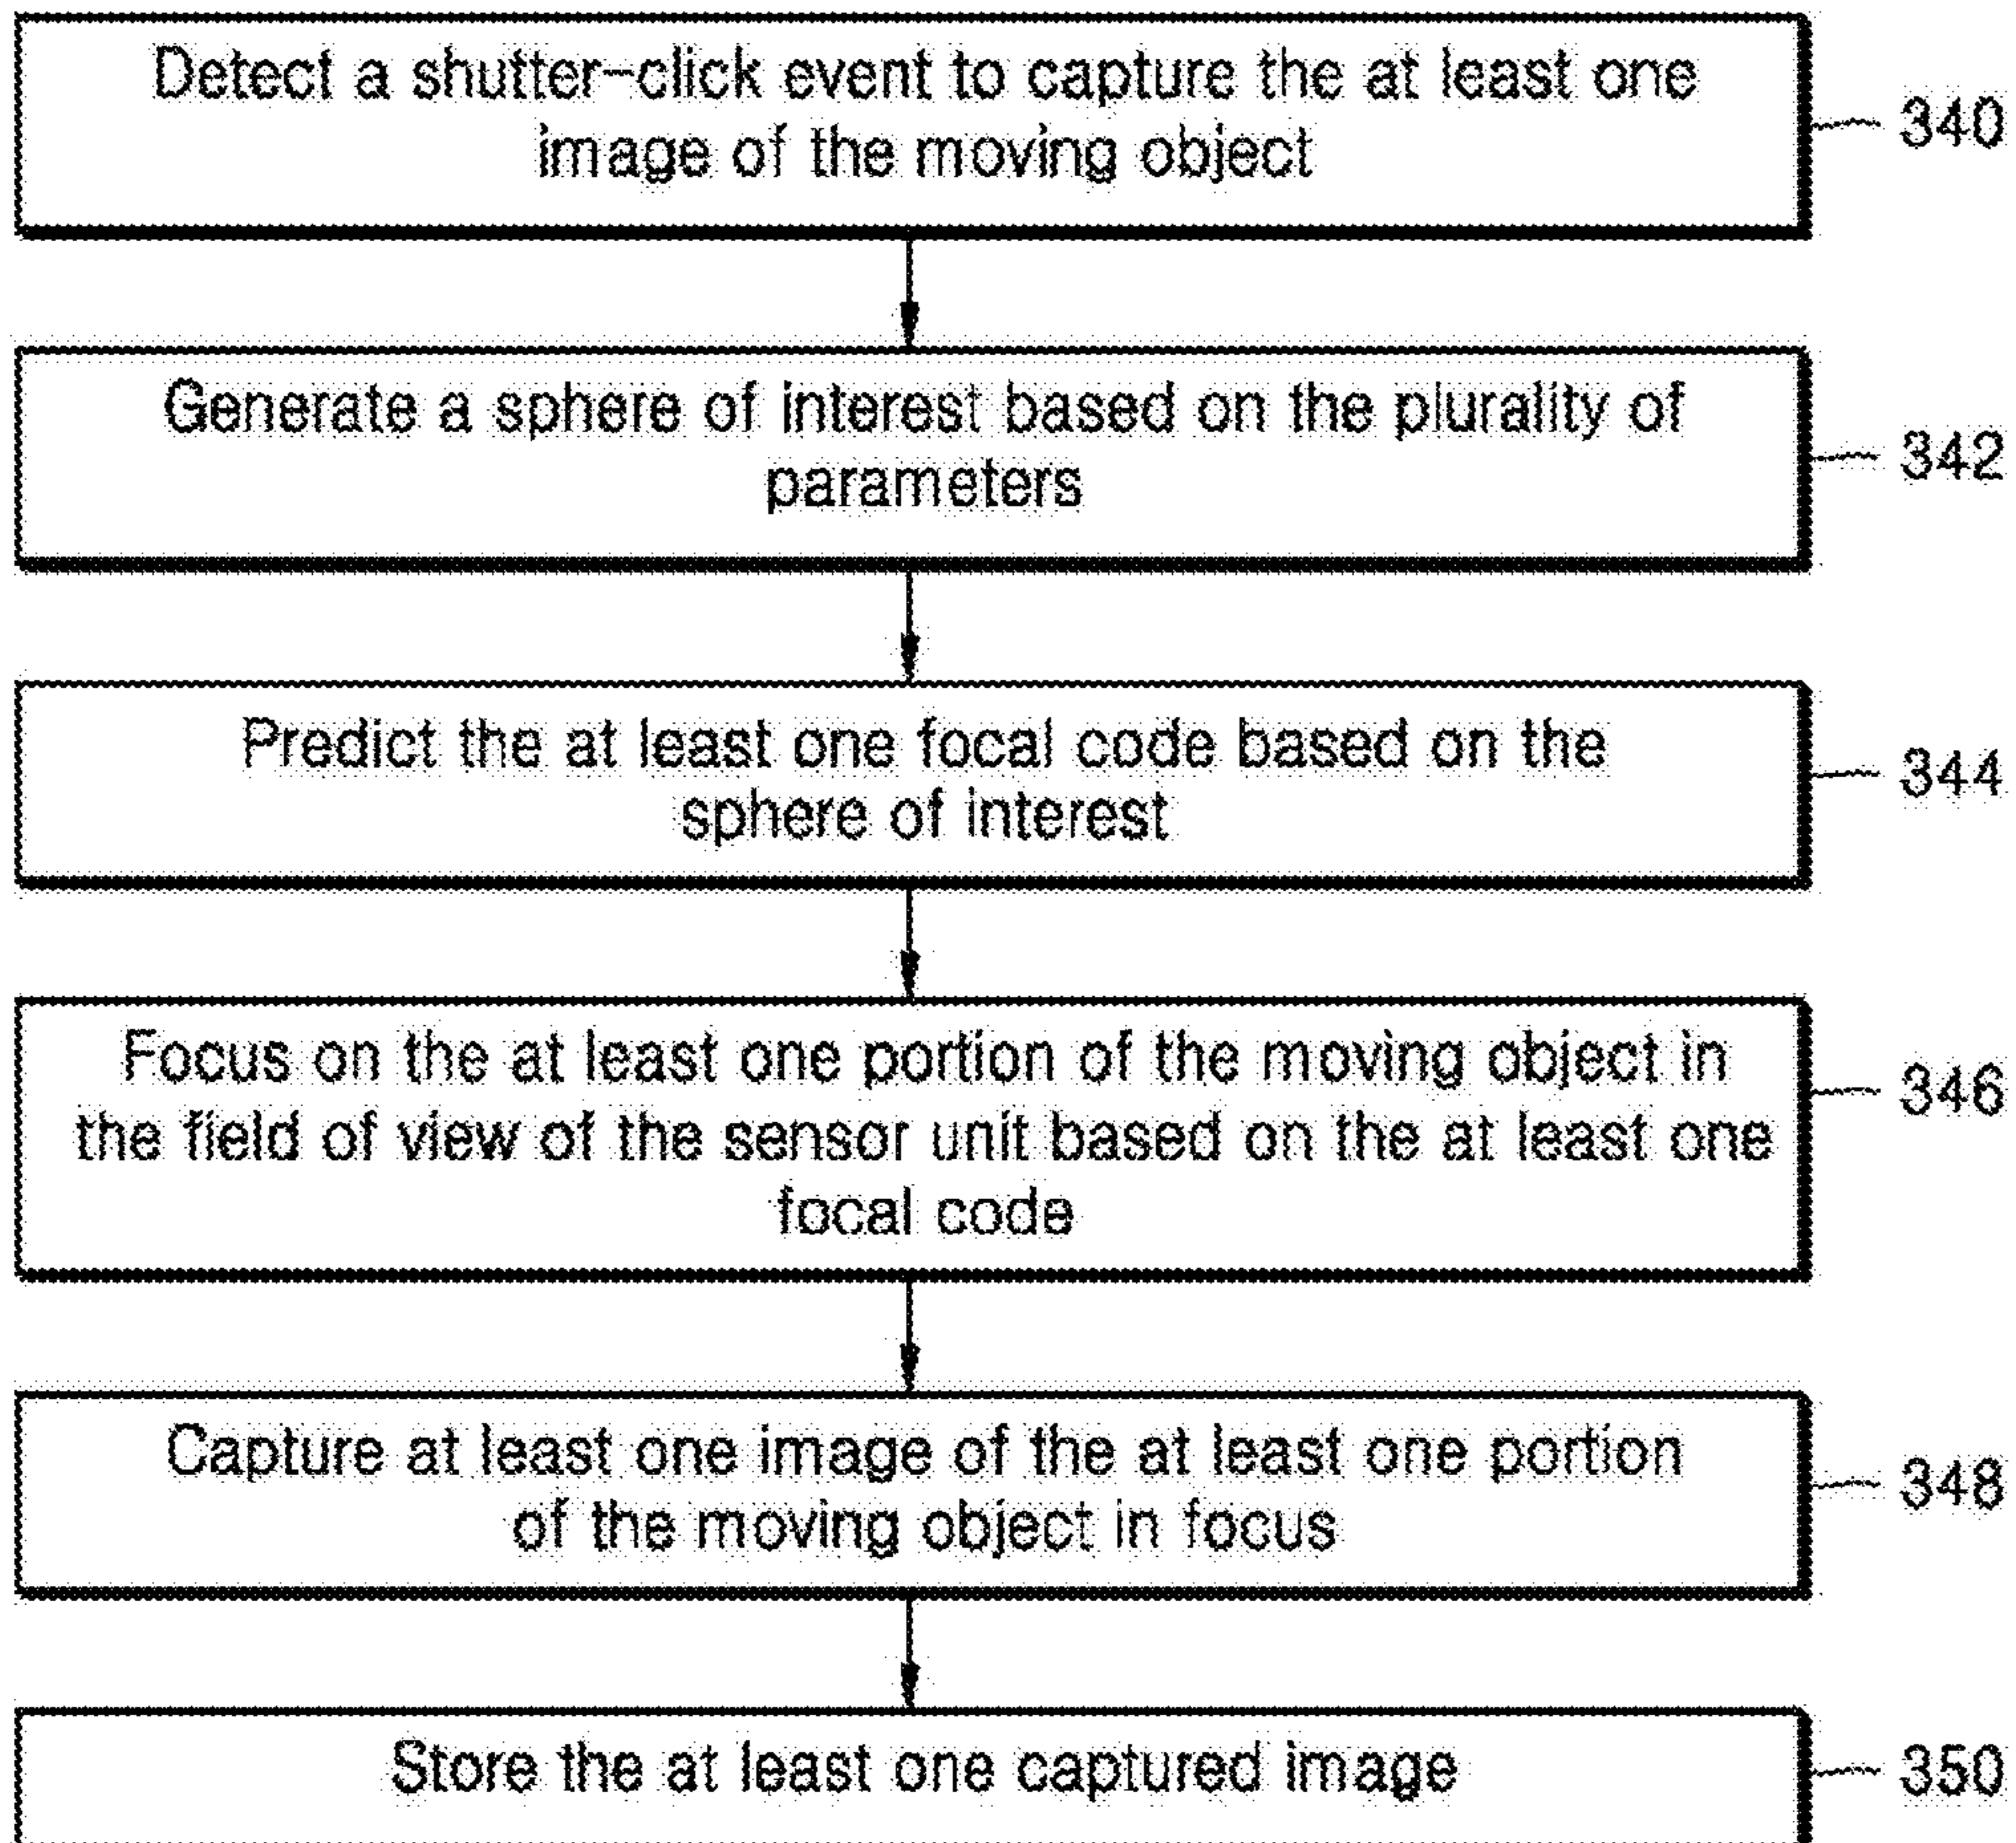 Detect a shutter-click event to capture the at least one
image of the moving object
340
Generate a sphere of interest based on the plurality of
parameters
342
Predict the at least one focal code based on the
sphere of interest
344
Focus on the at least one portion of the moving object in
the field of view of the sensor unit based on the at least one
focal code
346
Capture at least one image of the at least one portion
of the moving object in focus
348
Store the at least one captured image
350